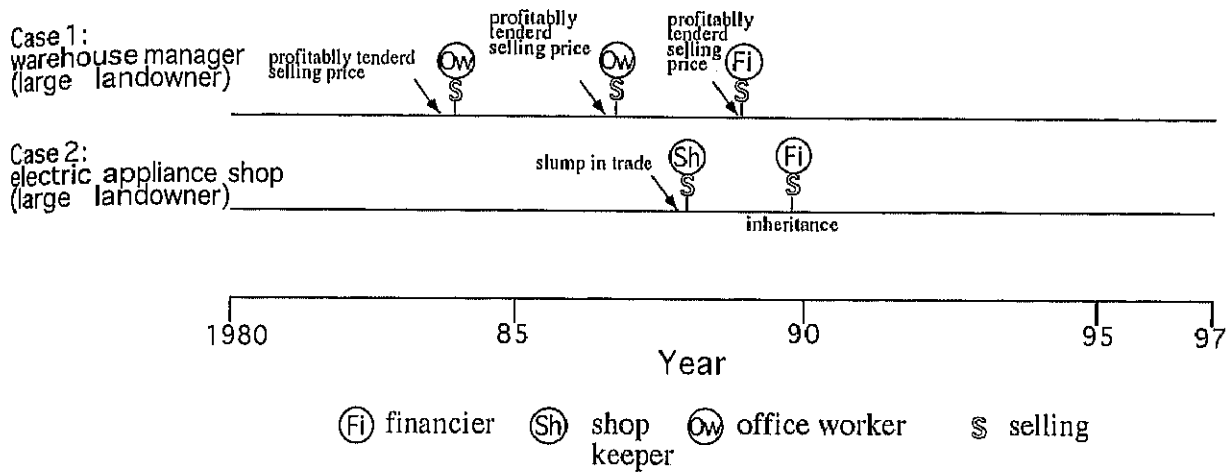 Case 1:
warehouse manager
(large landowner)
profitablly tenderd
selling price
Ow
S
profitablly
tenderd
selling price
Ow
S
profitablly
tenderd
selling
price
Fi
S
Case 2:
electric appliance shop
(large landowner)
slump in trade
Sh
S
Fi
S
inheritance
1980 85 90 95 97
Year
Fi financier Sh shop keeper Ow office worker S selling